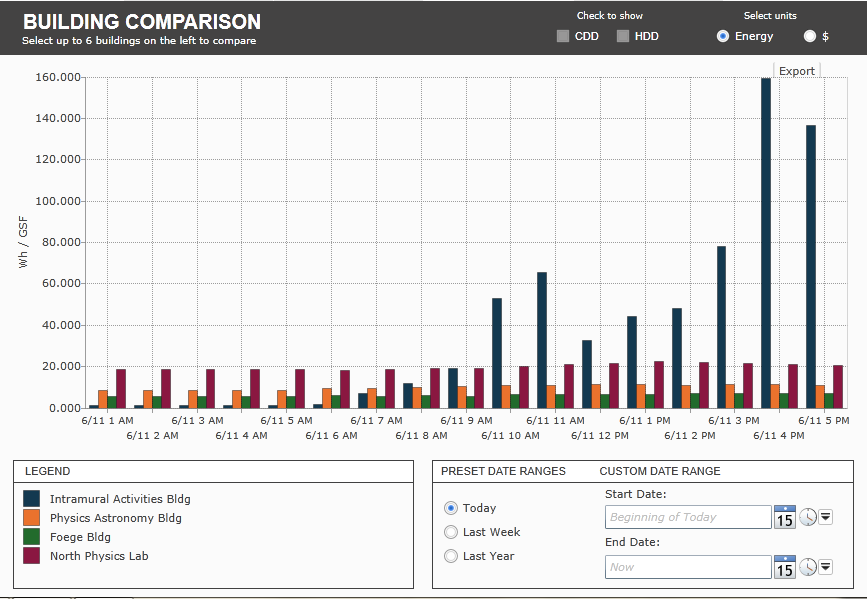 BUILDING COMPARISON
Select up to 6 buildings on the left to compare
Check to show
CDD HDD
Select units
Energy $
Export
Wh / GSF
160.000
140.000
120.000
100.000
80.000
60.000
40.000
20.000
0.000
6/11 1 AM 6/11 3 AM 6/11 5 AM 6/11 7 AM 6/11 9 AM 6/11 11 AM 6/11 1 PM 6/11 3 PM 6/11 5 PM
6/11 2 AM 6/11 4 AM 6/11 6 AM 6/11 8 AM 6/11 10 AM 6/11 12 PM 6/11 2 PM 6/11 4 PM
LEGEND
Intramural Activities Bldg
Physics Astronomy Bldg
Foege Bldg
North Physics Lab
PRESET DATE RANGES
Today
Last Week
Last Year
CUSTOM DATE RANGE
Start Date:
Beginning of Today 15
End Date:
Now 15